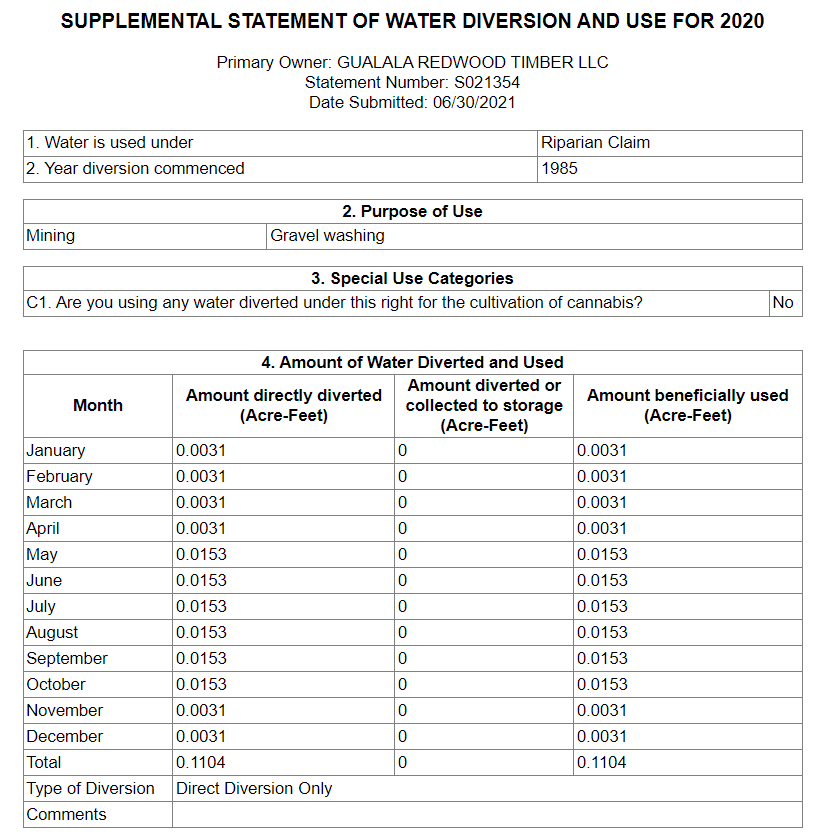 SUPPLEMENTAL STATEMENT OF WATER DIVERSION AND USE FOR 2020
Primary Owner: GUALALA REDWOOD TIMBER LLC
Statement Number: S021354
Date Submitted: 06/30/2021
1. Water is used under Riparian Claim
2. Year diversion commenced 1985
2. Purpose of Use
Mining Gravel washing
3. Special Use Categories
C1. Are you using any water diverted under this right for the cultivation of cannabis? No
4. Amount of Water Diverted and Used
Month Amount directly diverted (Acre-Feet) Amount diverted or collected to storage (Acre-Feet) Amount beneficially used (Acre-Feet)
January 0.0031 0 0.0031
February 0.0031 0 0.0031
March 0.0031 0 0.0031
April 0.0031 0 0.0031
May 0.0153 0 0.0153
June 0.0153 0 0.0153
July 0.0153 0 0.0153
August 0.0153 0 0.0153
September 0.0153 0 0.0153
October 0.0153 0 0.0153
November 0.0031 0 0.0031
December 0.0031 0 0.0031
Total 0.1104 0 0.1104
Type of Diversion Direct Diversion Only
Comments